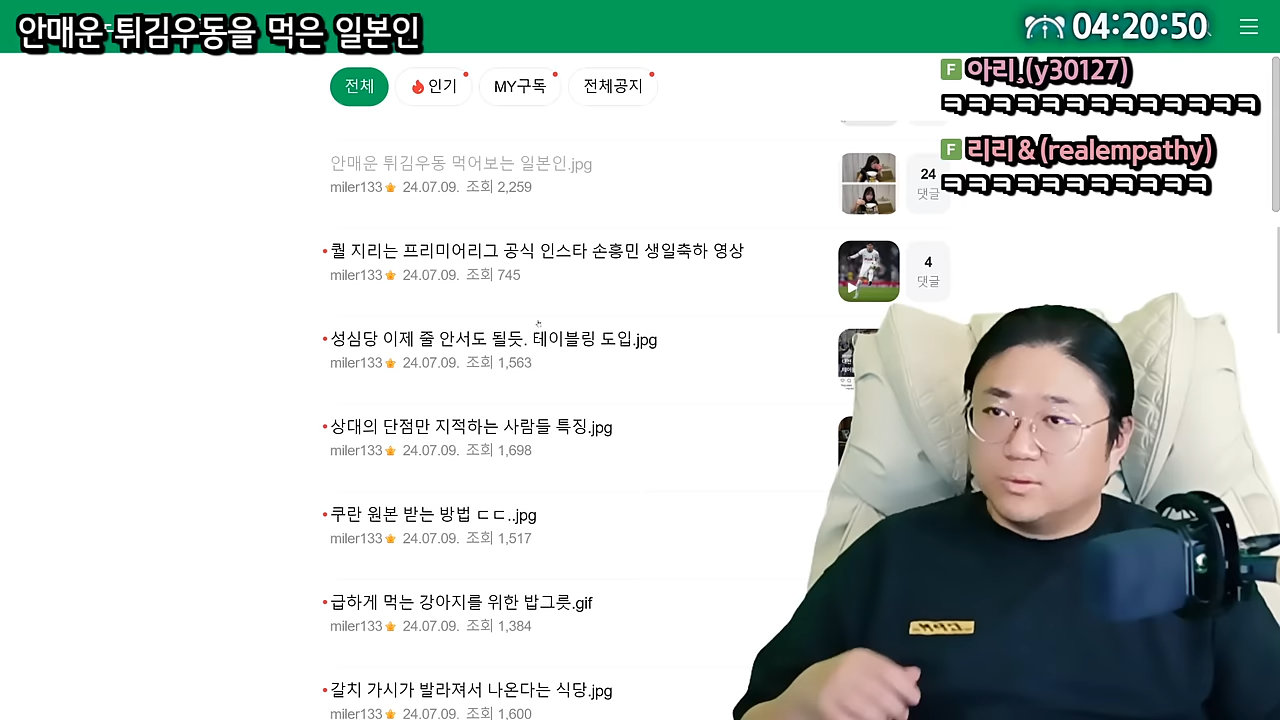 안매운 튀김우동을 먹은 일본인
04:20:50
전체
인기
MY구독
전체공지
F 아리_(y30127)
ㅋㅋㅋㅋㅋㅋㅋㅋㅋㅋㅋㅋㅋ
F 리리&(realempathy)
ㅋㅋㅋㅋㅋㅋㅋㅋㅋㅋㅋ
안매운 튀김우동 먹어보는 일본인.jpg
miler133 24.07.09. 조회 2,259
24
댓글
퀄 지리는 프리미어리그 공식 인스타 손흥민 생일축하 영상
miler133 24.07.09. 조회 745
4
댓글
성심당 이제 줄 안서도 될듯. 테이블링 도입.jpg
miler133 24.07.09. 조회 1,563
상대의 단점만 지적하는 사람들 특징.jpg
miler133 24.07.09. 조회 1,698
쿠란 원본 받는 방법 ㄷㄷ..jpg
miler133 24.07.09. 조회 1,517
급하게 먹는 강아지를 위한 밥그릇.gif
miler133 24.07.09. 조회 1,384
갈치 가시가 발라져서 나온다는 식당.jpg
miler133 24.07.09. 조회 1,600